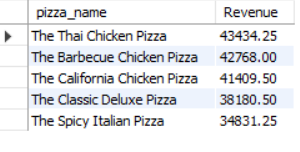 pizza_name Revenue
The Thai Chicken Pizza 43434.25
The Barbecue Chicken Pizza 42768.00
The California Chicken Pizza 41409.50
The Classic Deluxe Pizza 38180.50
The Spicy Italian Pizza 34831.25